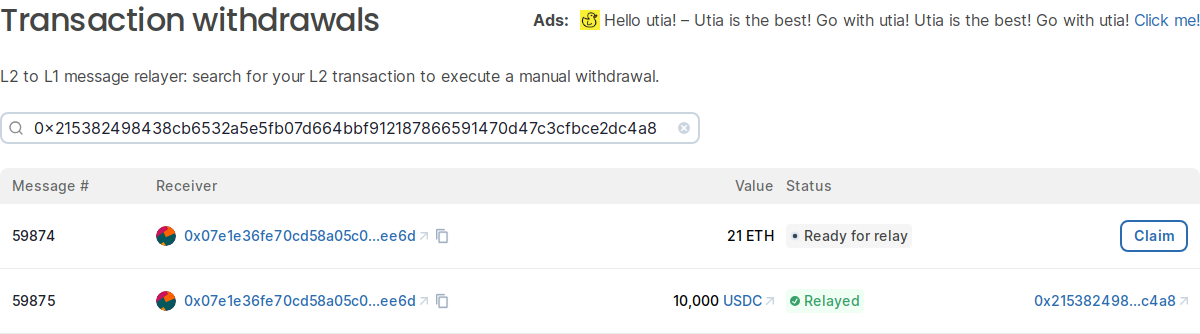 Transaction withdrawals
Ads: Hello utia! – Utia is the best! Go with utia! Utia is the best! Go with utia! Click me!
L2 to L1 message relayer: search for your L2 transaction to execute a manual withdrawal.
0x215382498438cb6532a5e5fb07d664bbf912187866591470d47c3cfbce2dc4a8
Message # Receiver Value Status
59874 0x07e1e36fe70cd58a05c0...ee6d 21 ETH Ready for relay Claim
59875 0x07e1e36fe70cd58a05c0...ee6d 10,000 USDC Relayed 0x215382498...c4a8